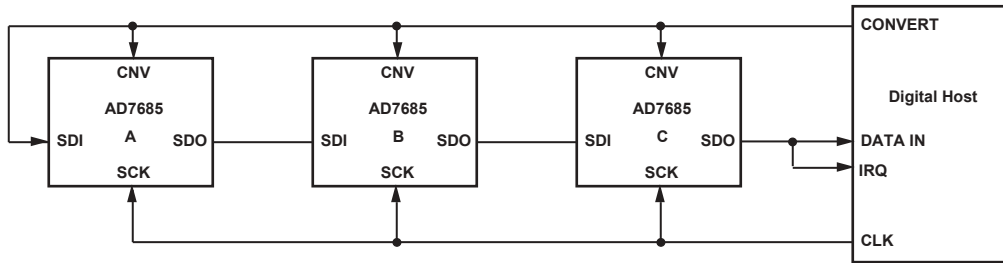 CONVERT
CNV CNV CNV
AD7685 AD7685 AD7685
Digital Host
A B C
SDI SDO SDI SDO SDI SDO DATA IN
SCK SCK SCK
IRQ
CLK